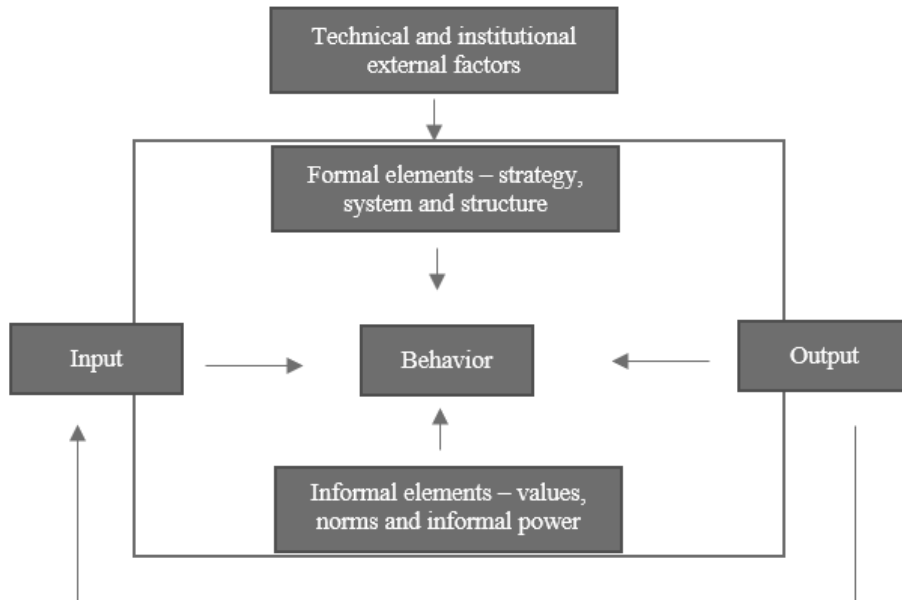 Technical and institutional
external factors
Formal elements – strategy,
system and structure
Input
Behavior
Output
Informal elements – values,
norms and informal power